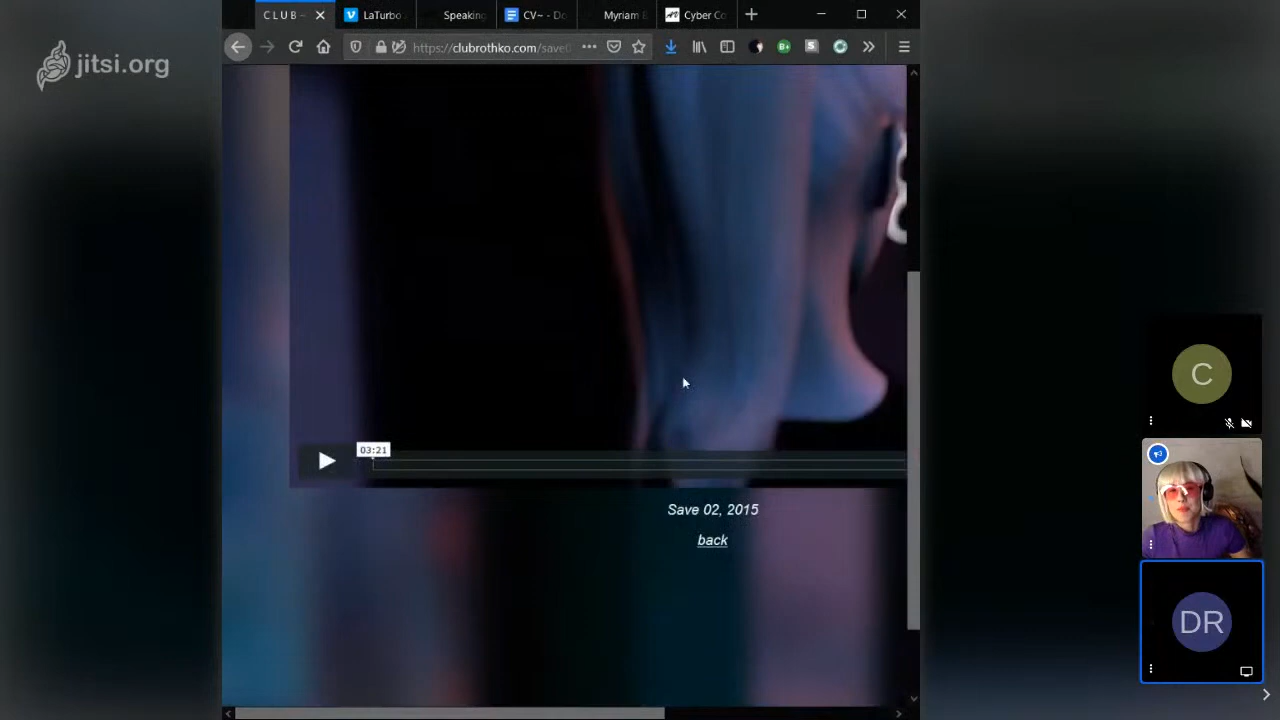 jitsi.org
C L U B ~
LaTurbo
Speaking
CV~ - Do
Myriam
Cyber Co
https://clubrothko.com/save
03:21
Save 02, 2015
back
C
DR